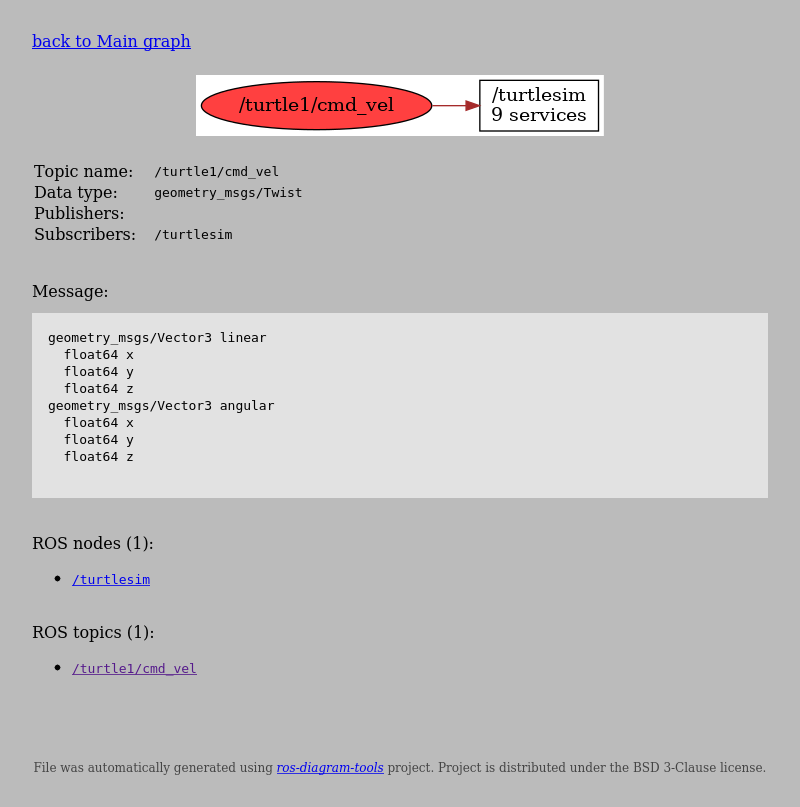 back to Main graph
/turtle1/cmd_vel
/turtlesim
9 services
Topic name: /turtle1/cmd_vel
Data type: geometry_msgs/Twist
Publishers:
Subscribers: /turtlesim
Message:
geometry_msgs/Vector3 linear
  float64 x
  float64 y
  float64 z
geometry_msgs/Vector3 angular
  float64 x
  float64 y
  float64 z
ROS nodes (1):
• /turtlesim
ROS topics (1):
• /turtle1/cmd_vel
File was automatically generated using ros-diagram-tools project. Project is distributed under the BSD 3-Clause license.